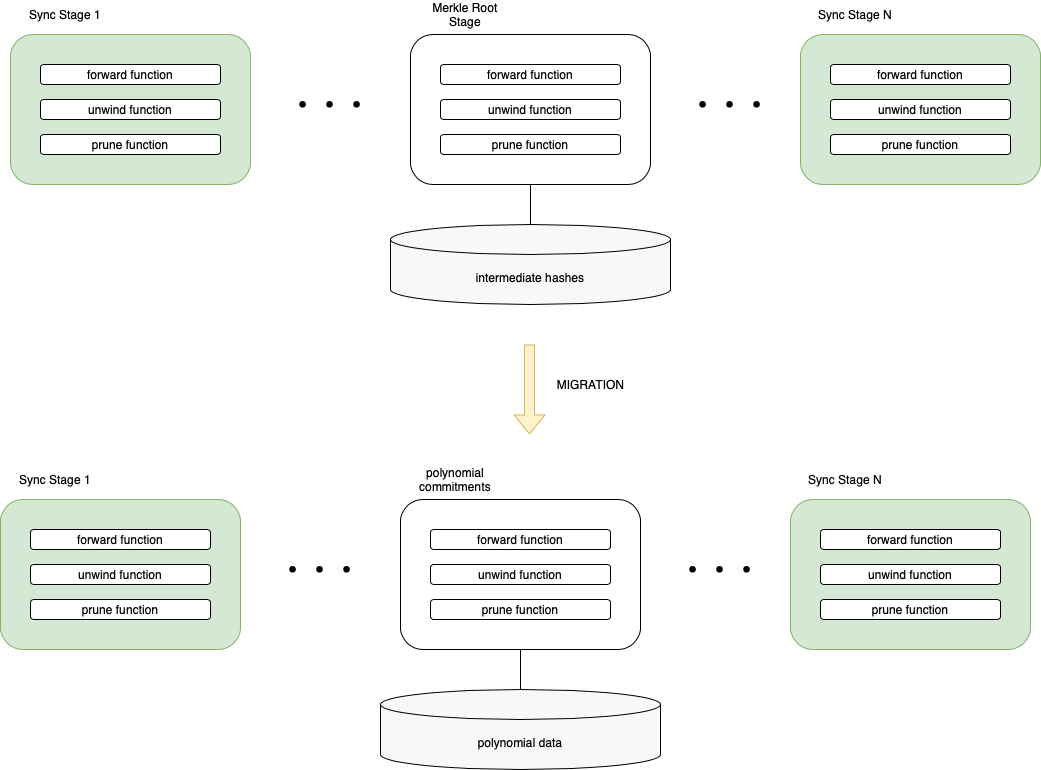 Sync Stage 1
Merkle Root
Stage
Sync Stage N
forward function
unwind function
prune function
forward function
unwind function
prune function
forward function
unwind function
prune function
intermediate hashes
MIGRATION
Sync Stage 1
polynomial
commitments
Sync Stage N
forward function
unwind function
prune function
forward function
unwind function
prune function
forward function
unwind function
prune function
polynomial data